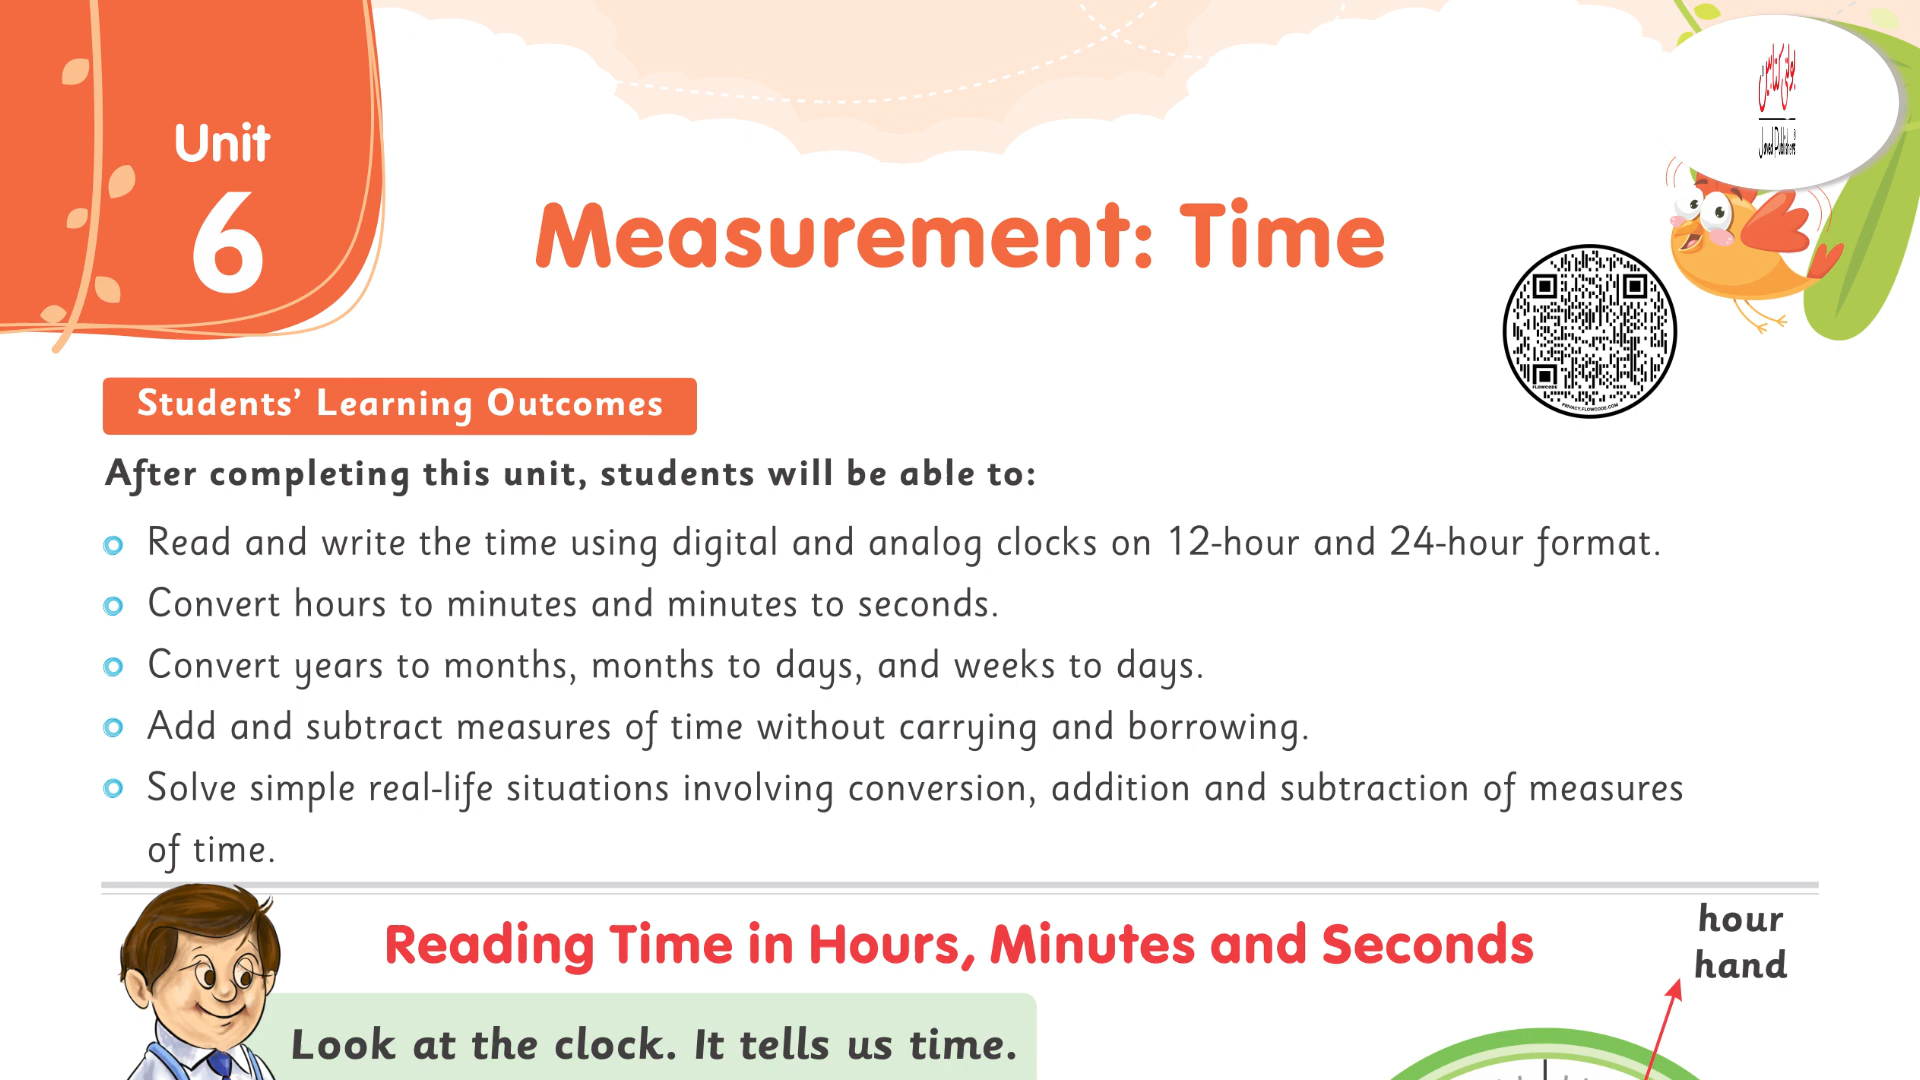 Unit
6
Measurement: Time
بولتی کتابیں
Javed Publishers
Students’ Learning Outcomes
After completing this unit, students will be able to:
Read and write the time using digital and analog clocks on 12-hour and 24-hour format.
Convert hours to minutes and minutes to seconds.
Convert years to months, months to days, and weeks to days.
Add and subtract measures of time without carrying and borrowing.
Solve simple real-life situations involving conversion, addition and subtraction of measures
of time.
Reading Time in Hours, Minutes and Seconds
hour
hand
Look at the clock. It tells us time.